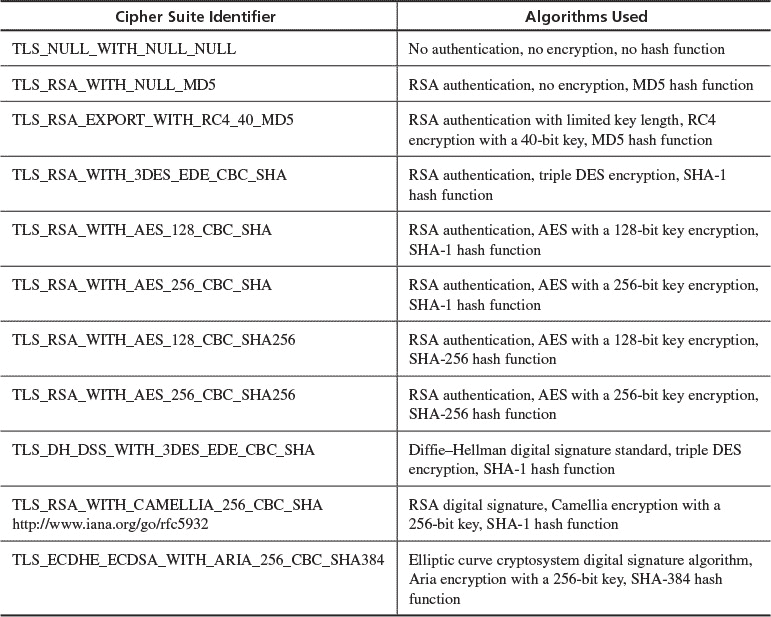 Cipher Suite Identifier Algorithms Used
TLS_NULL_WITH_NULL_NULL No authentication, no encryption, no hash function
TLS_RSA_WITH_NULL_MD5 RSA authentication, no encryption, MD5 hash function
TLS_RSA_EXPORT_WITH_RC4_40_MD5 RSA authentication with limited key length, RC4
encryption with a 40-bit key, MD5 hash function
TLS_RSA_WITH_3DES_EDE_CBC_SHA RSA authentication, triple DES encryption, SHA-1
hash function
TLS_RSA_WITH_AES_128_CBC_SHA RSA authentication, AES with a 128-bit key encryption,
SHA-1 hash function
TLS_RSA_WITH_AES_256_CBC_SHA RSA authentication, AES with a 256-bit key encryption,
SHA-1 hash function
TLS_RSA_WITH_AES_128_CBC_SHA256 RSA authentication, AES with a 128-bit key encryption,
SHA-256 hash function
TLS_RSA_WITH_AES_256_CBC_SHA256 RSA authentication, AES with a 256-bit key encryption,
SHA-256 hash function
TLS_DH_DSS_WITH_3DES_EDE_CBC_SHA Diffie–Hellman digital signature standard, triple DES
encryption, SHA-1 hash function
TLS_RSA_WITH_CAMELLIA_256_CBC_SHA RSA digital signature, Camellia encryption with a
http://www.iana.org/go/rfc5932 256-bit key, SHA-1 hash function
TLS_ECDHE_ECDSA_WITH_ARIA_256_CBC_SHA384 Elliptic curve cryptosystem digital signature algorithm,
Aria encryption with a 256-bit key, SHA-384 hash
function